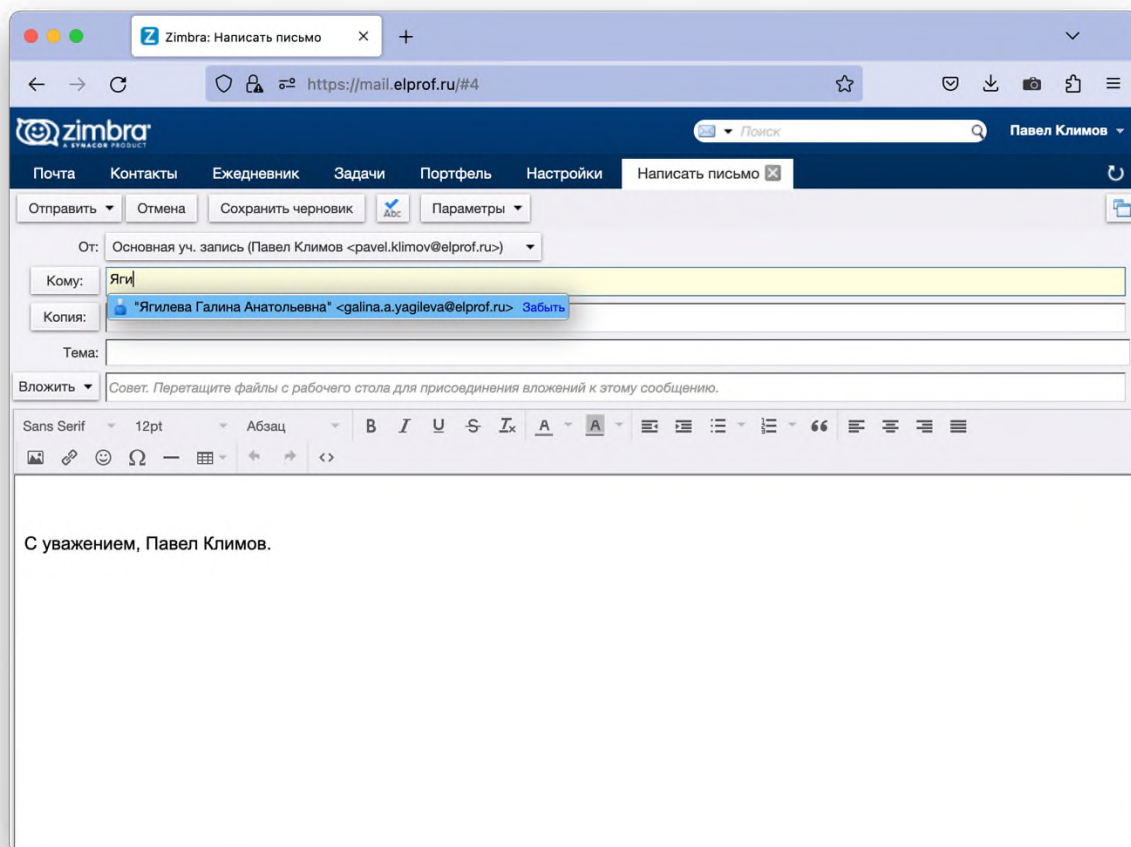 Zimbra: Написать письмо
https://mail.elprof.ru/#4
zimbra
A SYNACOR PRODUCT
Поиск
Павел Климов
Почта Контакты Ежедневник Задачи Портфель Настройки Написать письмо
Отправить Отмена Сохранить черновик Abc Параметры
От: Основная уч. запись (Павел Климов <pavel.klimov@elprof.ru>)
Кому: Яги
"Ягилева Галина Анатольевна" <galina.a.yagileva@elprof.ru> Забыть
Копия:
Тема:
Вложить Совет. Перетащите файлы с рабочего стола для присоединения вложений к этому сообщению.
Sans Serif 12pt Абзац B I U S Tx A A
Ω
С уважением, Павел Климов.